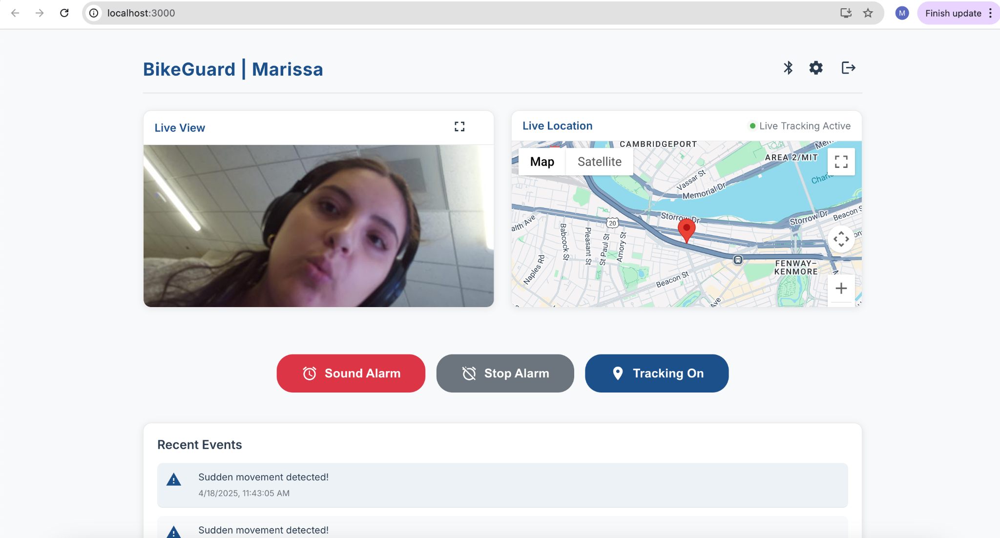 localhost:3000
M
Finish update
BikeGuard | Marissa
Live View
Live Location
Live Tracking Active
CAMBRIDGEPORT
Map
Satellite
AREA 2/MIT
Vassar St
Memorial Dr
Storrow Dr
Storrow Dr
Beacon S
20
Babcock St
Pleasant St
St Paul St
Amory St
Naples Rd
Beacon St
FENWAY-
KENMORE
Ave
Sound Alarm
Stop Alarm
Tracking On
Recent Events
Sudden movement detected!
4/18/2025, 11:43:05 AM
Sudden movement detected!